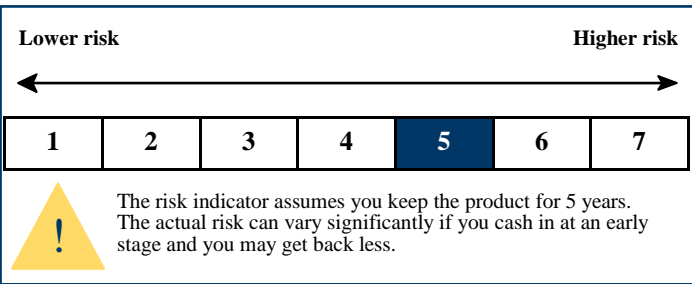 Lower risk Higher risk
1 2 3 4 5 6 7
The risk indicator assumes you keep the product for 5 years.
The actual risk can vary significantly if you cash in at an early
stage and you may get back less.
!